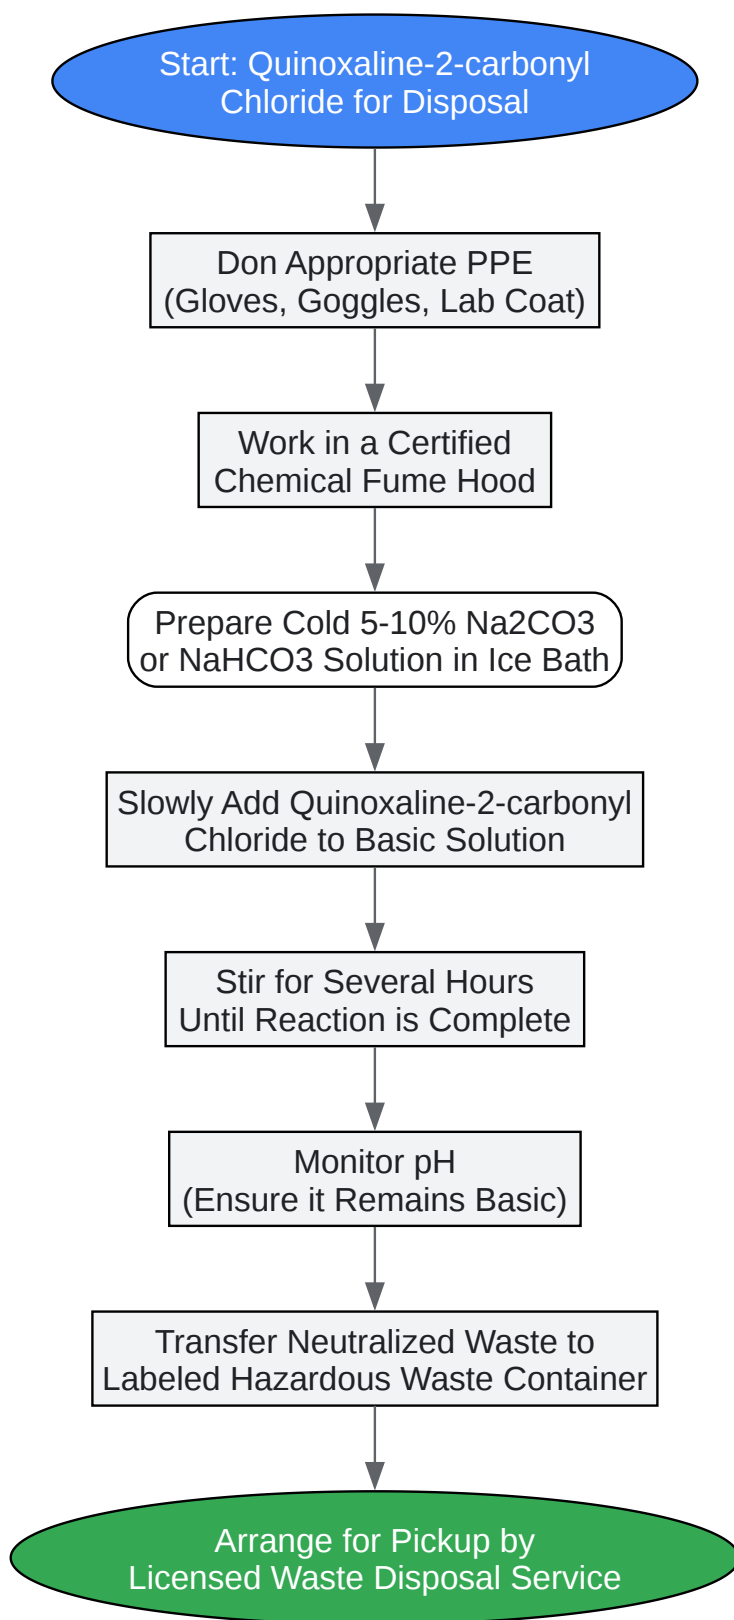 Start: Quinoxaline-2-carbonyl
Chloride for Disposal
Don Appropriate PPE
(Gloves, Goggles, Lab Coat)
Work in a Certified
Chemical Fume Hood
Prepare Cold 5-10% Na2CO3
or NaHCO3 Solution in Ice Bath
Slowly Add Quinoxaline-2-carbonyl
Chloride to Basic Solution
Stir for Several Hours
Until Reaction is Complete
Monitor pH
(Ensure it Remains Basic)
Transfer Neutralized Waste to
Labeled Hazardous Waste Container
Arrange for Pickup by
Licensed Waste Disposal Service